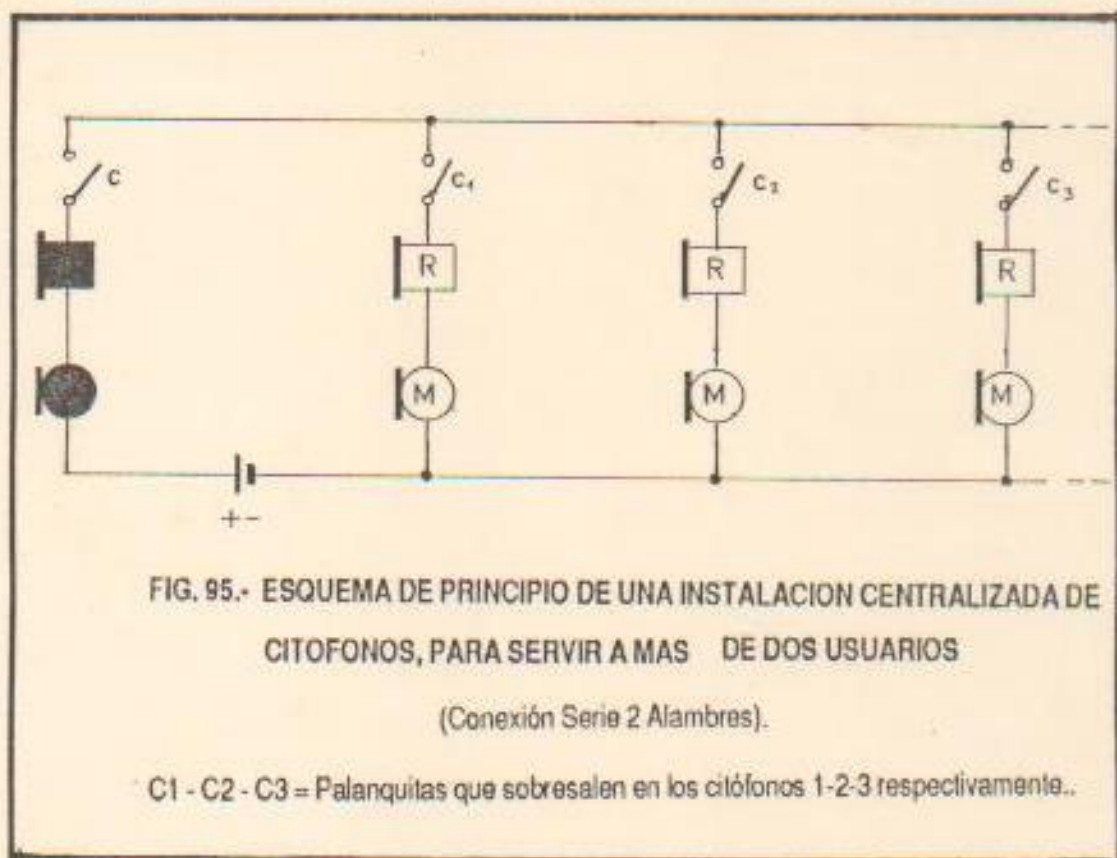 C C₁ C₂ C₃
R R R
M M M
+ -
FIG. 95.- ESQUEMA DE PRINCIPIO DE UNA INSTALACION CENTRALIZADA DE
CITOFONOS, PARA SERVIR A MAS DE DOS USUARIOS
(Conexión Serie 2 Alambres).
C1 - C2 - C3 = Palanquitas que sobresalen en los citófonos 1-2-3 respectivamente..